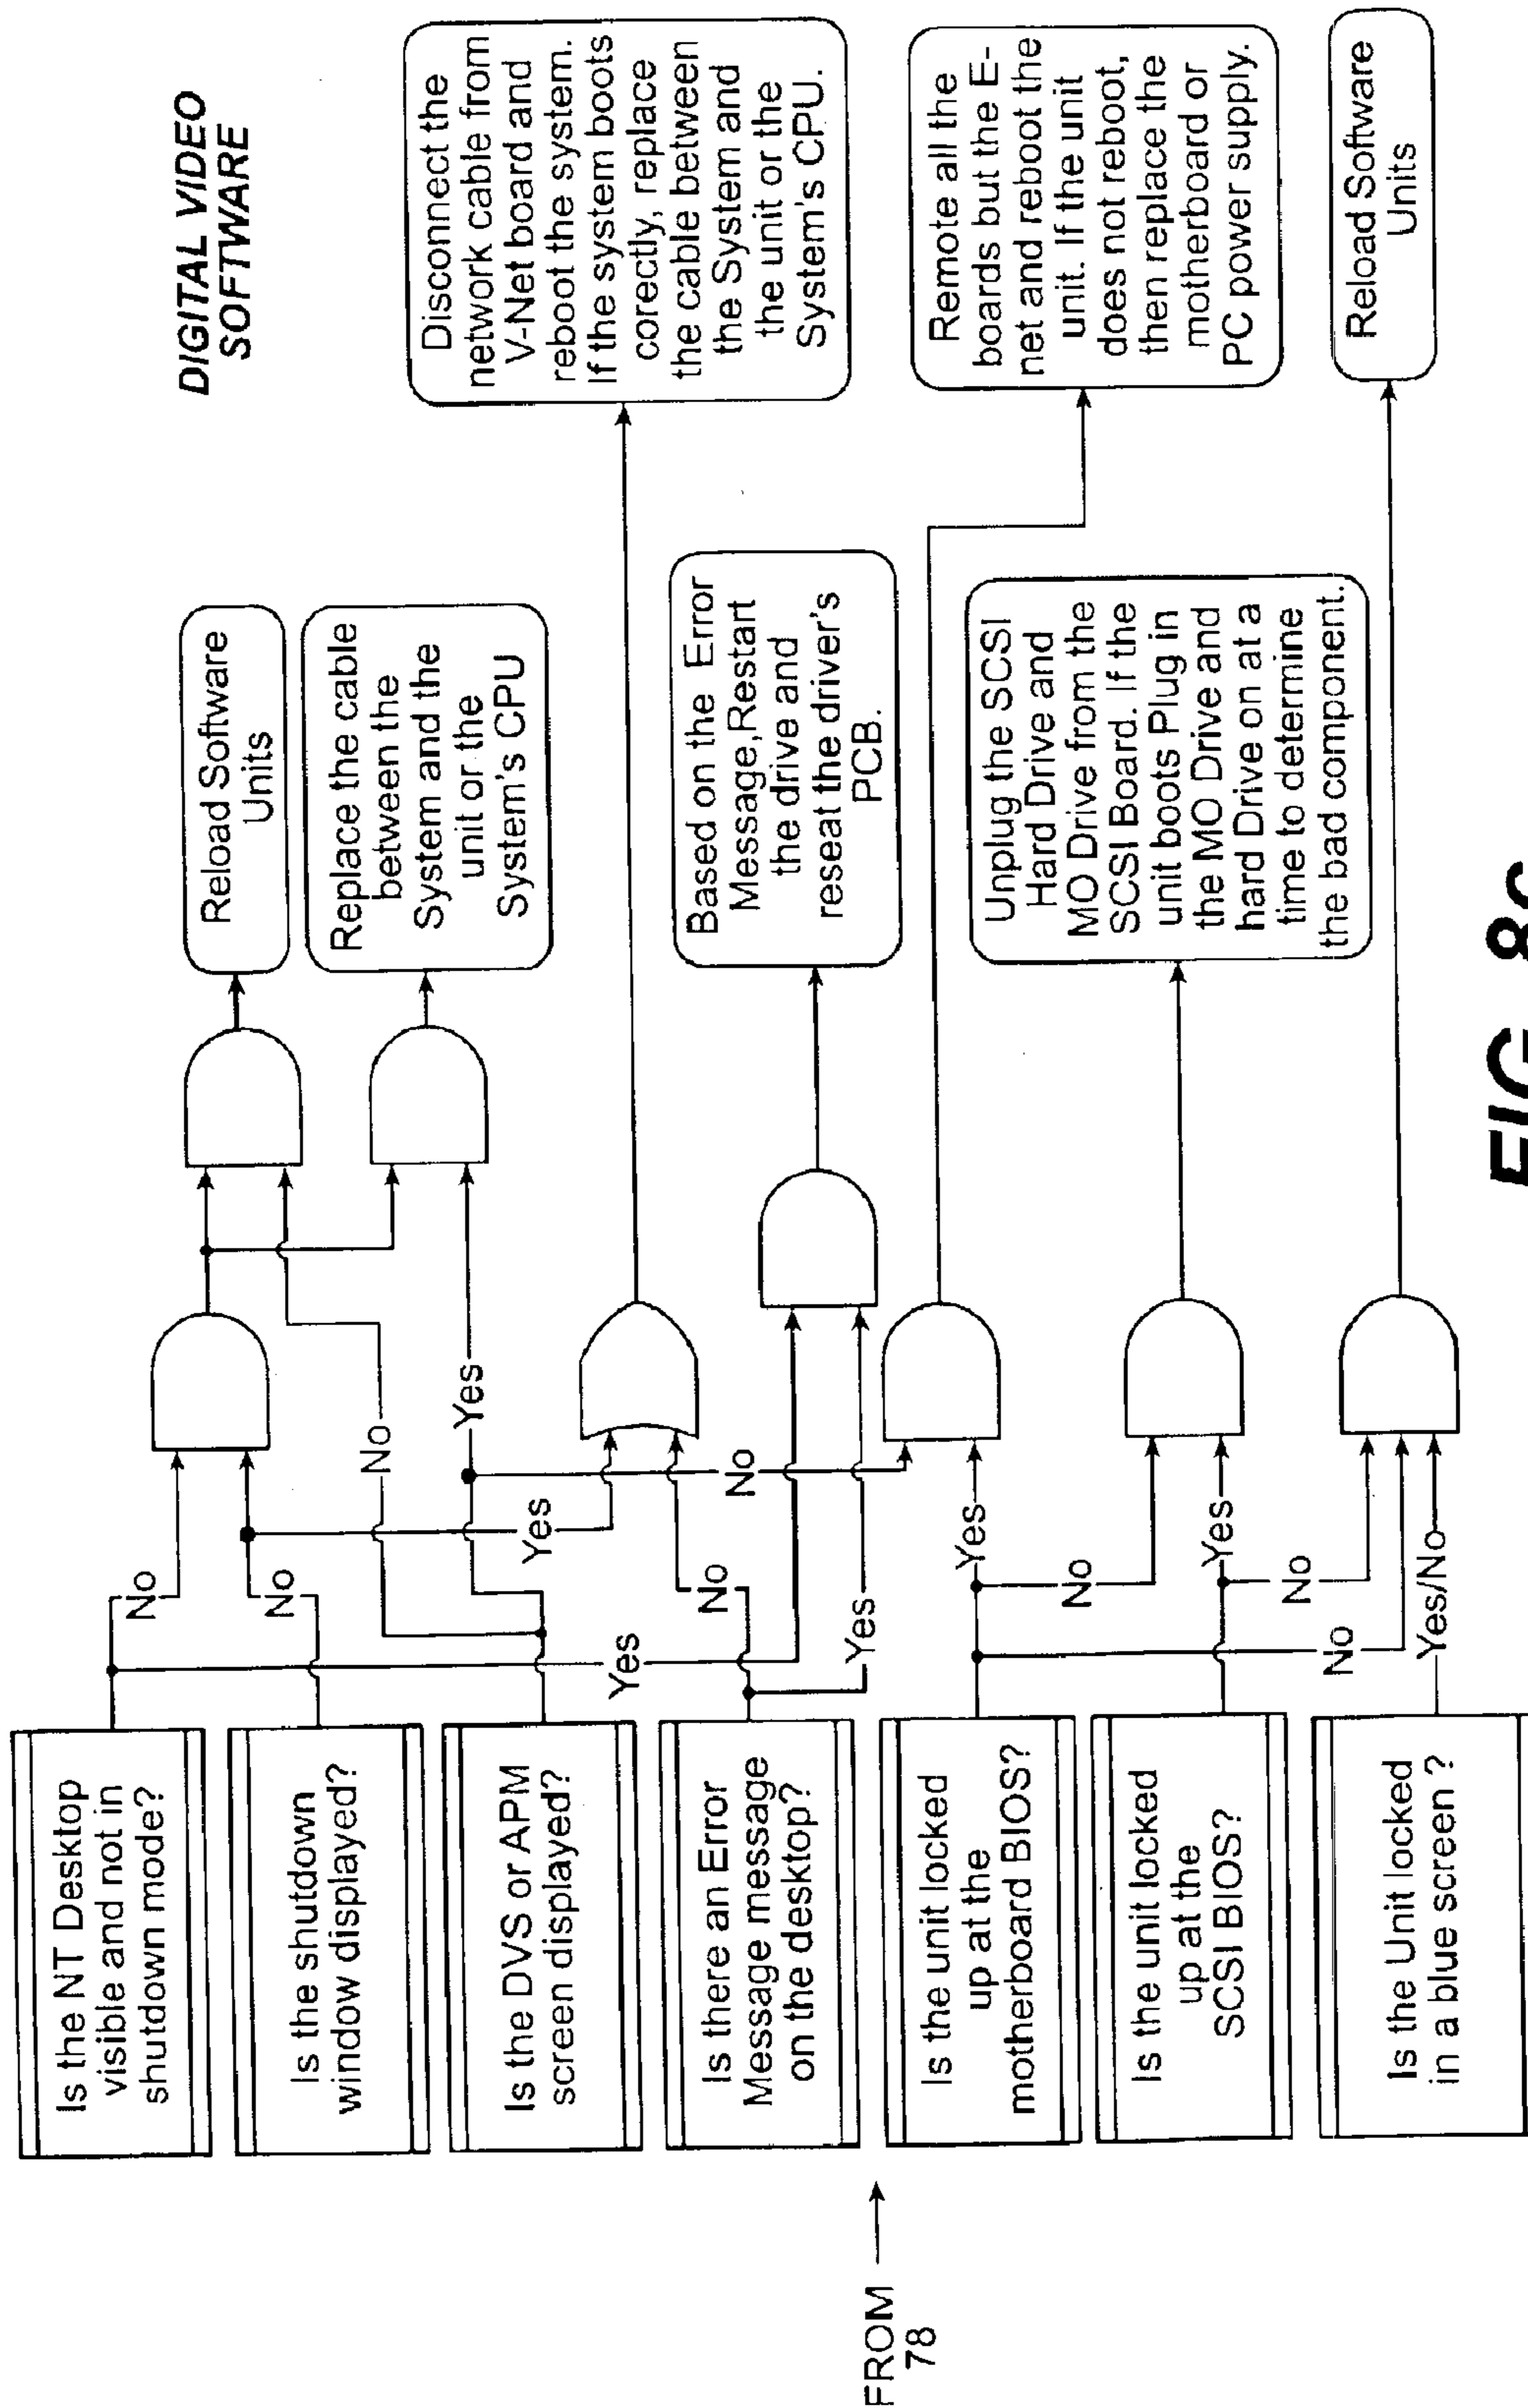 DIGITAL VIDEO
SOFTWARE
FROM
78
Is the NT Desktop
visible and not in
shutdown mode?
Is the shutdown
window displayed?
Is the DVS or APM
screen displayed?
Is there an Error
Message message
on the desktop?
Is the unit locked
up at the
motherboard BIOS?
Is the unit locked
up at the
SCSI BIOS?
Is the Unit locked
in a blue screen ?
No
No
No
Yes
Yes
Yes
No
No
Yes
Yes
No
Yes
No
No
Yes/No
Reload Software
Units
Replace the cable
between the
System and the
unit or the
System's CPU
Disconnect the
network cable from
V-Net board and
reboot the system.
If the system boots
corectly, replace
the cable between
the System and
the unit or the
System's CPU.
Based on the Error
Message,Restart
the drive and
reseat the driver's
PCB.
Remote all the
boards but the E-
net and reboot the
unit. If the unit
does not reboot,
then replace the
motherboard or
PC power supply.
Unplug the SCSI
Hard Drive and
MO Drive from the
SCSI Board. If the
unit boots Plug in
the MO Drive and
hard Drive on at a
time to determine
the bad component.
Reload Software
Units
FIG. 8c